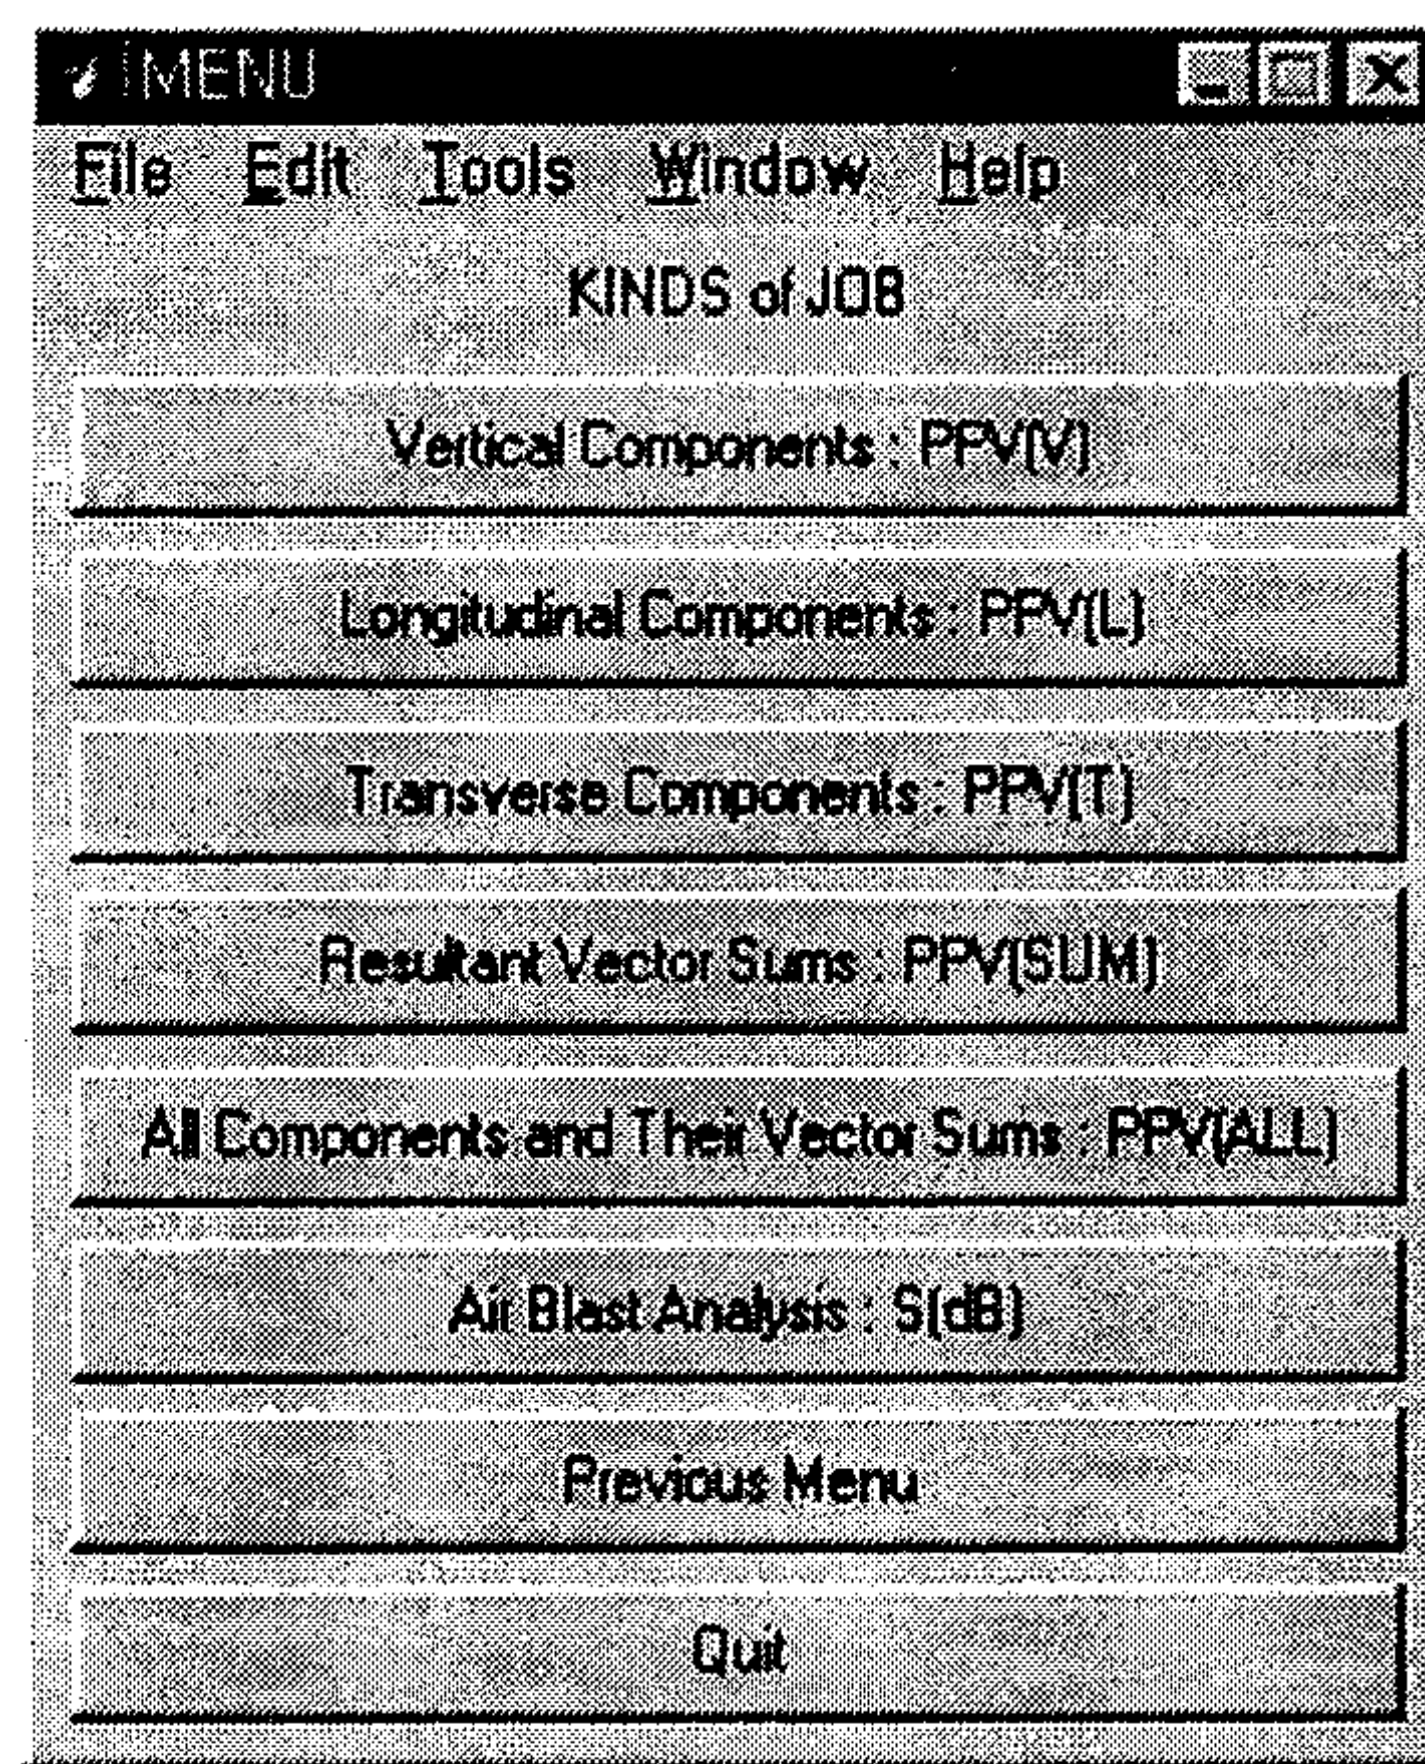 MENU
File Edit Tools Window Help
KINDS of JOB
Vertical Components : PPV(V)
Longitudinal Components : PPV(L)
Transverse Components : PPV(T)
Resultant Vector Sums : PPV(SUM)
All Components and Their Vector Sums : PPV(ALL)
Air Blast Analysis : S(dB)
Previous Menu
Quit